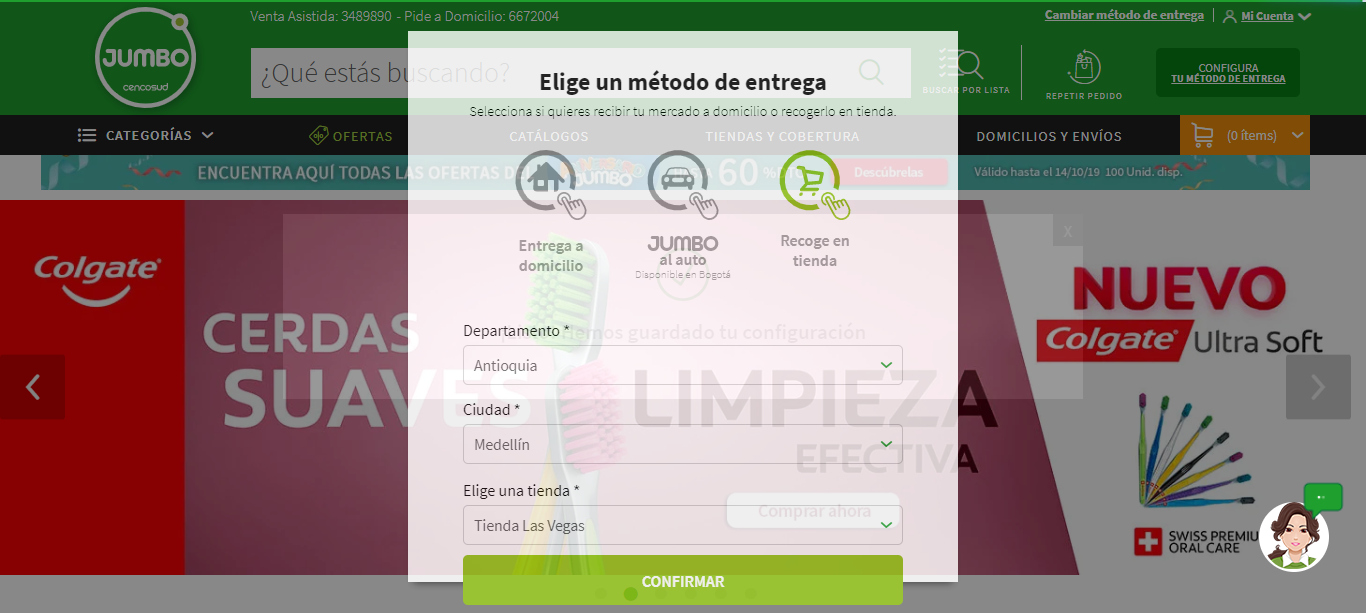 Venta Asistida: 3489890 - Pide a Domicilio: 6672004
Cambiar método de entrega
Mi Cuenta
JUMBO
cencosud
¿Qué estás buscando?
BUSCAR POR LISTA
REPETIR PEDIDO
CONFIGURA
TU MÉTODO DE ENTREGA
Elige un método de entrega
Selecciona si quieres recibir tu mercado a domicilio o recogerlo en tienda.
CATEGORÍAS
OFERTAS
CATÁLOGOS
TIENDAS Y COBERTURA
DOMICILIOS Y ENVÍOS
(0 ítems)
ENCUENTRA AQUÍ TODAS LAS OFERTAS DE
JUMBO
60 %
Descúbrelas
Válido hasta el 14/10/19 100 Unid. disp.
Entrega a
domicilio
JUMBO
al auto
Disponible en Bogotá
Recoge en
tienda
X
Colgate
CERDAS
SUAVES
LIMPIEZA
EFECTIVA
NUEVO
Colgate
Ultra Soft
Hemos guardado tu configuración
Departamento *
Antioquia
Ciudad *
Medellín
Elige una tienda *
Tienda Las Vegas
Comprar ahora
CONFIRMAR
SWISS PREMIU
ORAL CARE